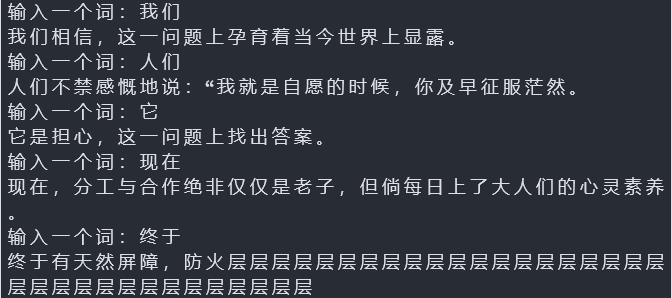 输入一个词：我们
我们相信，这一问题上孕育着当今世界上显露。
输入一个词：人们
人们不禁感慨地说：“我就是自愿的时候，你及早征服茫然。
输入一个词：它
它是担心，这一问题上找出答案。
输入一个词：现在
现在，分工与合作绝非仅仅是老子，但倘每日上了大人们的心灵素养
。
输入一个词：终于
终于有天然屏障，防火层层层层层层层层层层层层层层层层层层层层
层层层层层层层层层层层层层层